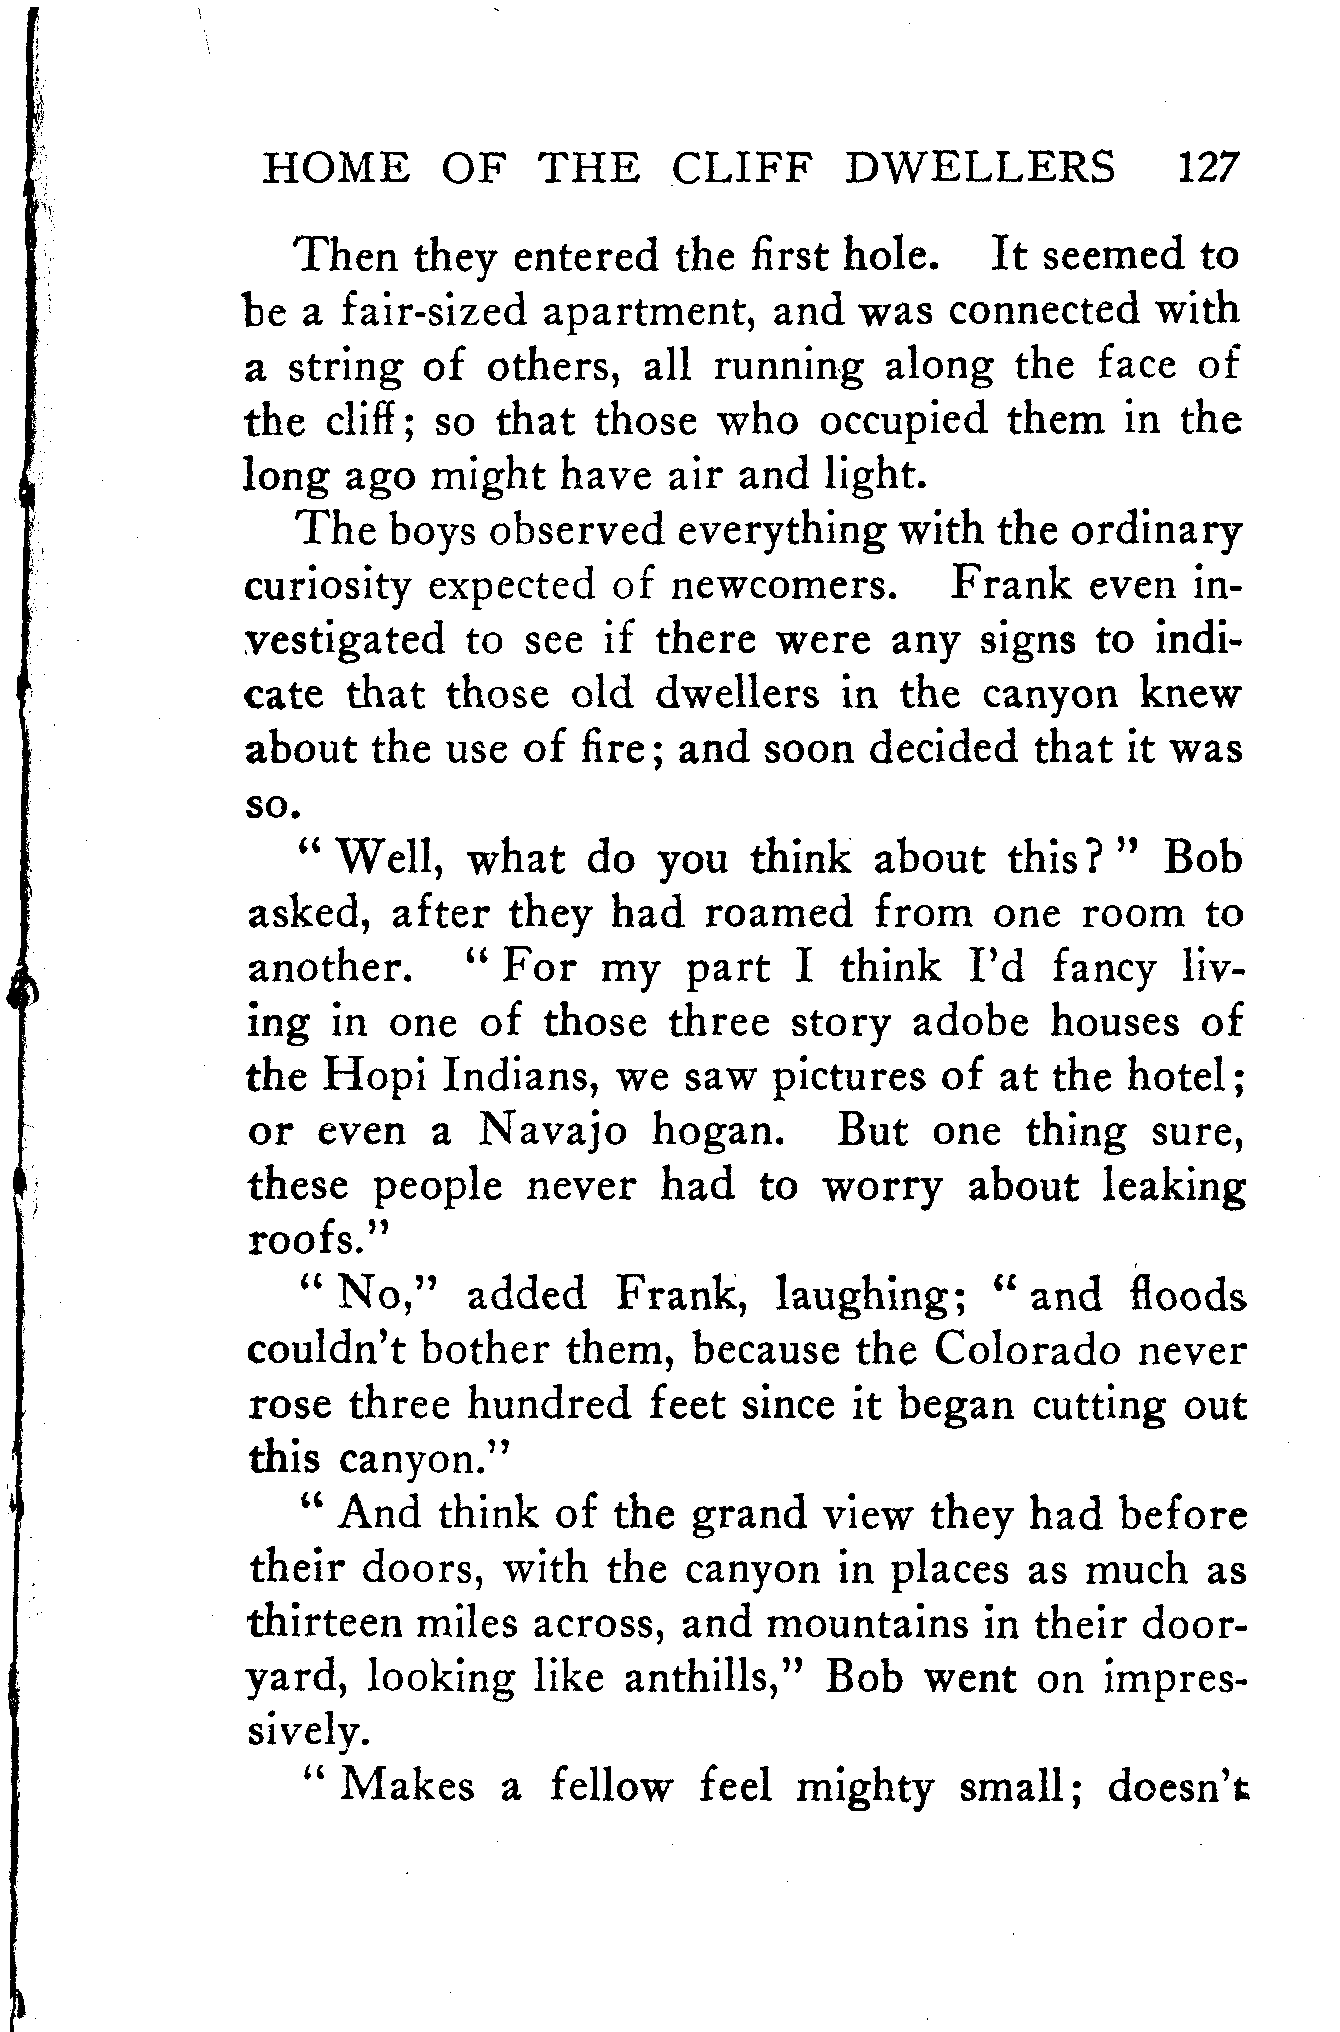 HOME OF THE CLIFF DWELLERS 127
Then they entered the first hole. It seemed to
be a fair-sized apartment, and was connected with
a string of others, all running along the face of
the cliff; so that those who occupied them in the
long ago might have air and light.
The boys observed everything with the ordinary
curiosity expected of newcomers. Frank even in-
vestigated to see if there were any signs to indi-
cate that those old dwellers in the canyon knew
about the use of fire; and soon decided that it was
so.
" Well, what do you think about this? " Bob
asked, after they had roamed from one room to
another. " For my part I think I'd fancy liv-
ing in one of those three story adobe houses of
the Hopi Indians, we saw pictures of at the hotel;
or even a Navajo hogan. But one thing sure,
these people never had to worry about leaking
roofs."
" No," added Frank, laughing; " and floods
couldn't bother them, because the Colorado never
rose three hundred feet since it began cutting out
this canyon."
" And think of the grand view they had before
their doors, with the canyon in places as much as
thirteen miles across, and mountains in their door-
yard, looking like anthills," Bob went on impres-
sively.
" Makes a fellow feel mighty small; doesn't